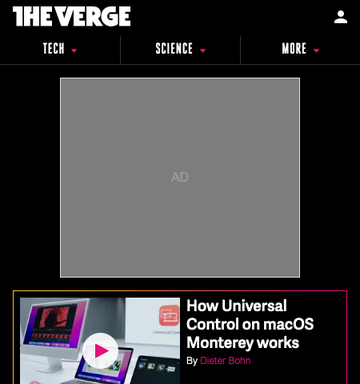 THE VERGE
TECH SCIENCE MORE
AD
How Universal
Control on macOS
Monterey works
By Dieter Bohn